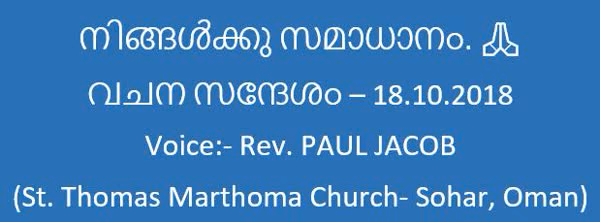 നിങ്ങൾക്കു സമാധാനം. 🙏
വചന സന്ദേശം – 18.10.2018
Voice:- Rev. PAUL JACOB
(St. Thomas Marthoma Church- Sohar, Oman)